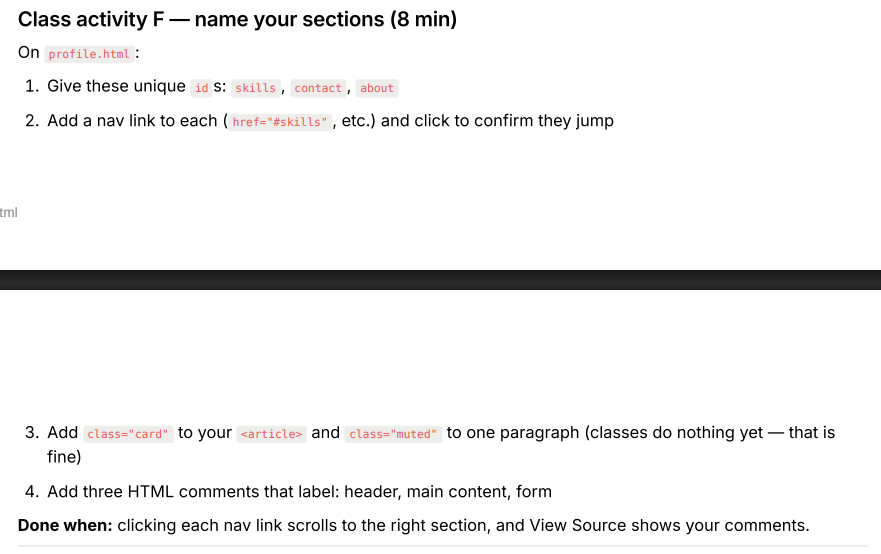 Class activity F — name your sections (8 min)
On profile.html:
1. Give these unique ids: skills, contact, about
2. Add a nav link to each (href="#skills", etc.) and click to confirm they jump
tml
3. Add class="card" to your <article> and class="muted" to one paragraph (classes do nothing yet — that is
fine)
4. Add three HTML comments that label: header, main content, form
Done when: clicking each nav link scrolls to the right section, and View Source shows your comments.